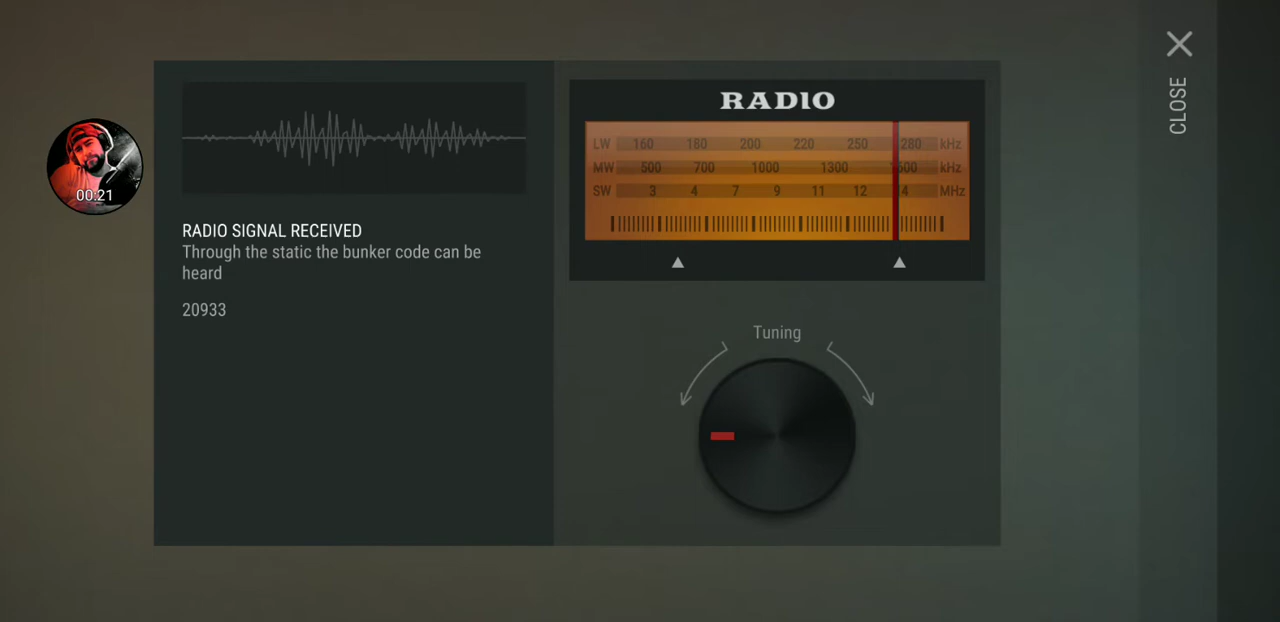 CLOSE
00:21
RADIO SIGNAL RECEIVED
Through the static the bunker code can be
heard
20933
RADIO
LW 160 180 200 220 250 280 kHz
MW 500 700 1000 1300 kHz
SW 3 4 7 9 11 12 MHz
Tuning